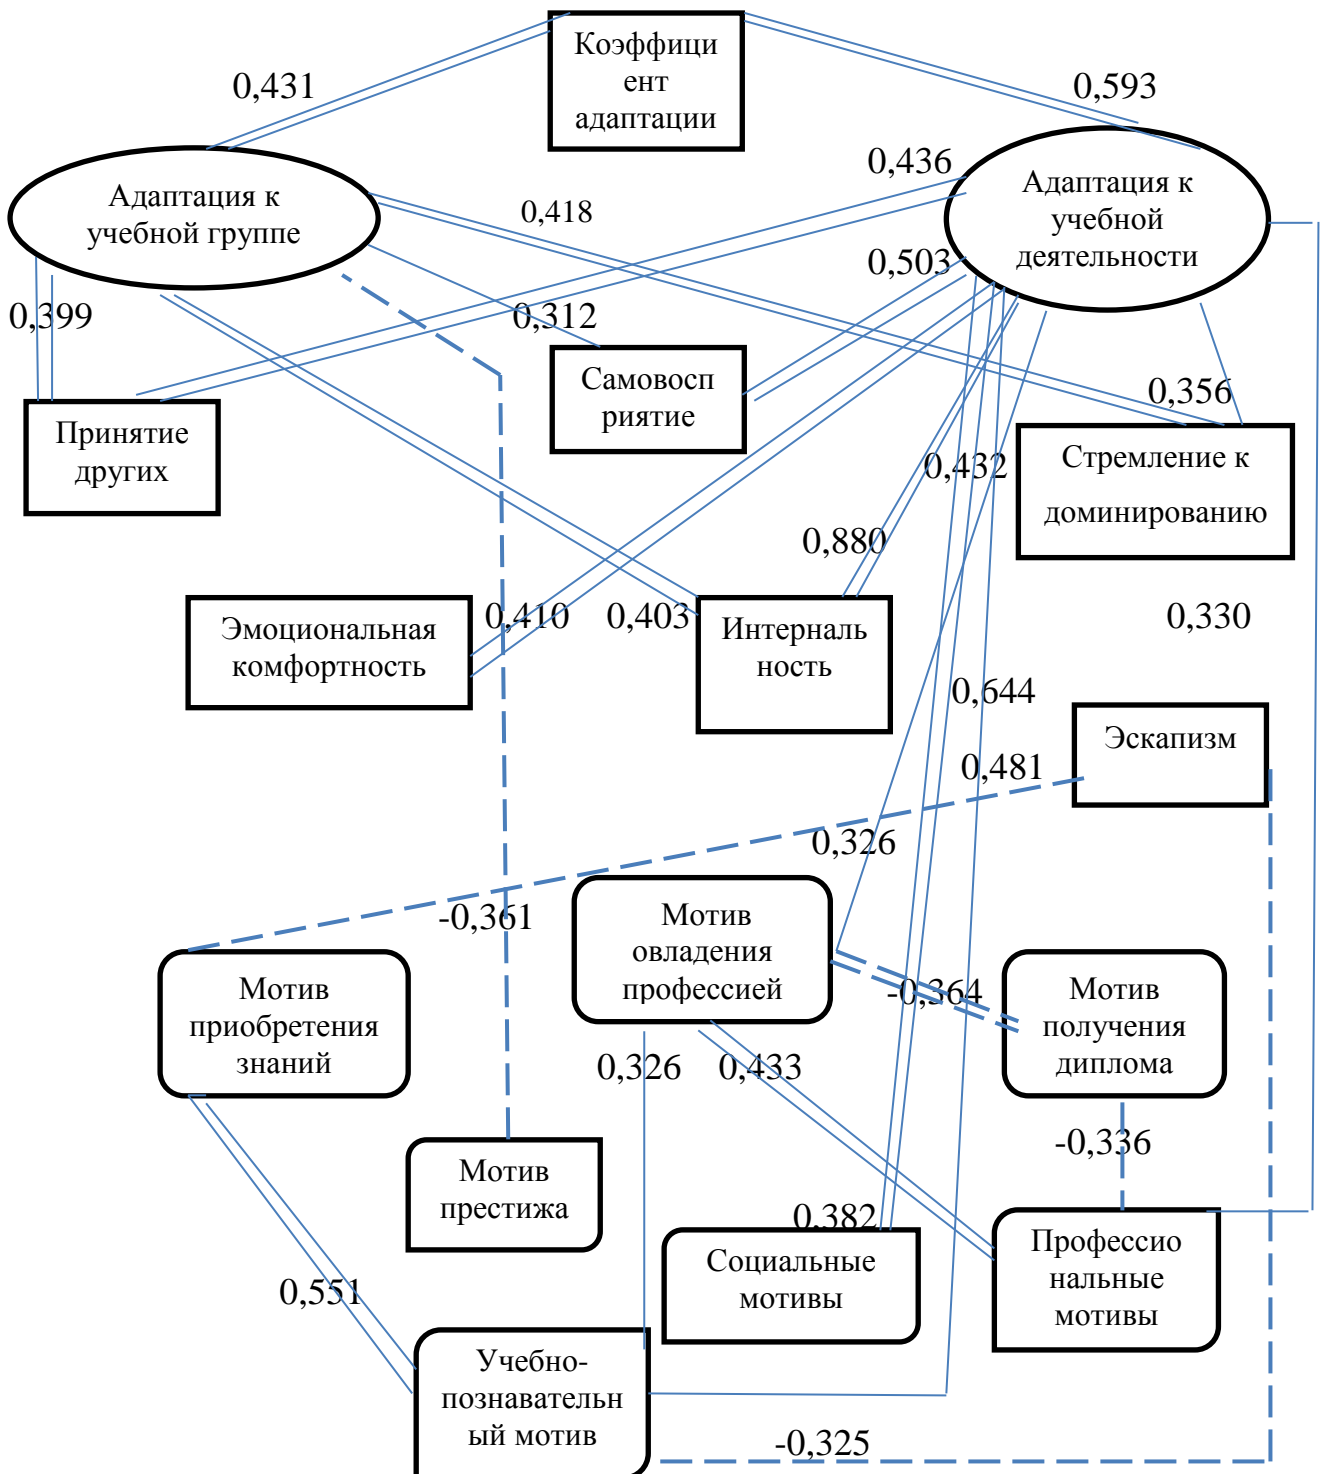 Коэффици
ент
адаптации
0,431
0,593
Адаптация к
учебной группе
0,418
0,436
Адаптация к
учебной
деятельности
0,503
0,399
0,312
Принятие
других
Самовосп
риятие
0,356
0,432
Стремление к
доминированию
0,880
Эмоциональная
комфортность
0,410
0,403
Интерналь
ность
0,330
0,644
Эскапизм
0,481
0,326
-0,361
Мотив
приобретения
знаний
Мотив
овладения
профессией
-0,364
Мотив
получения
диплома
0,326
0,433
-0,336
Мотив
престижа
0,382
Социальные
мотивы
Профессио
нальные
мотивы
0,551
Учебно-
познавательн
ый мотив
-0,325